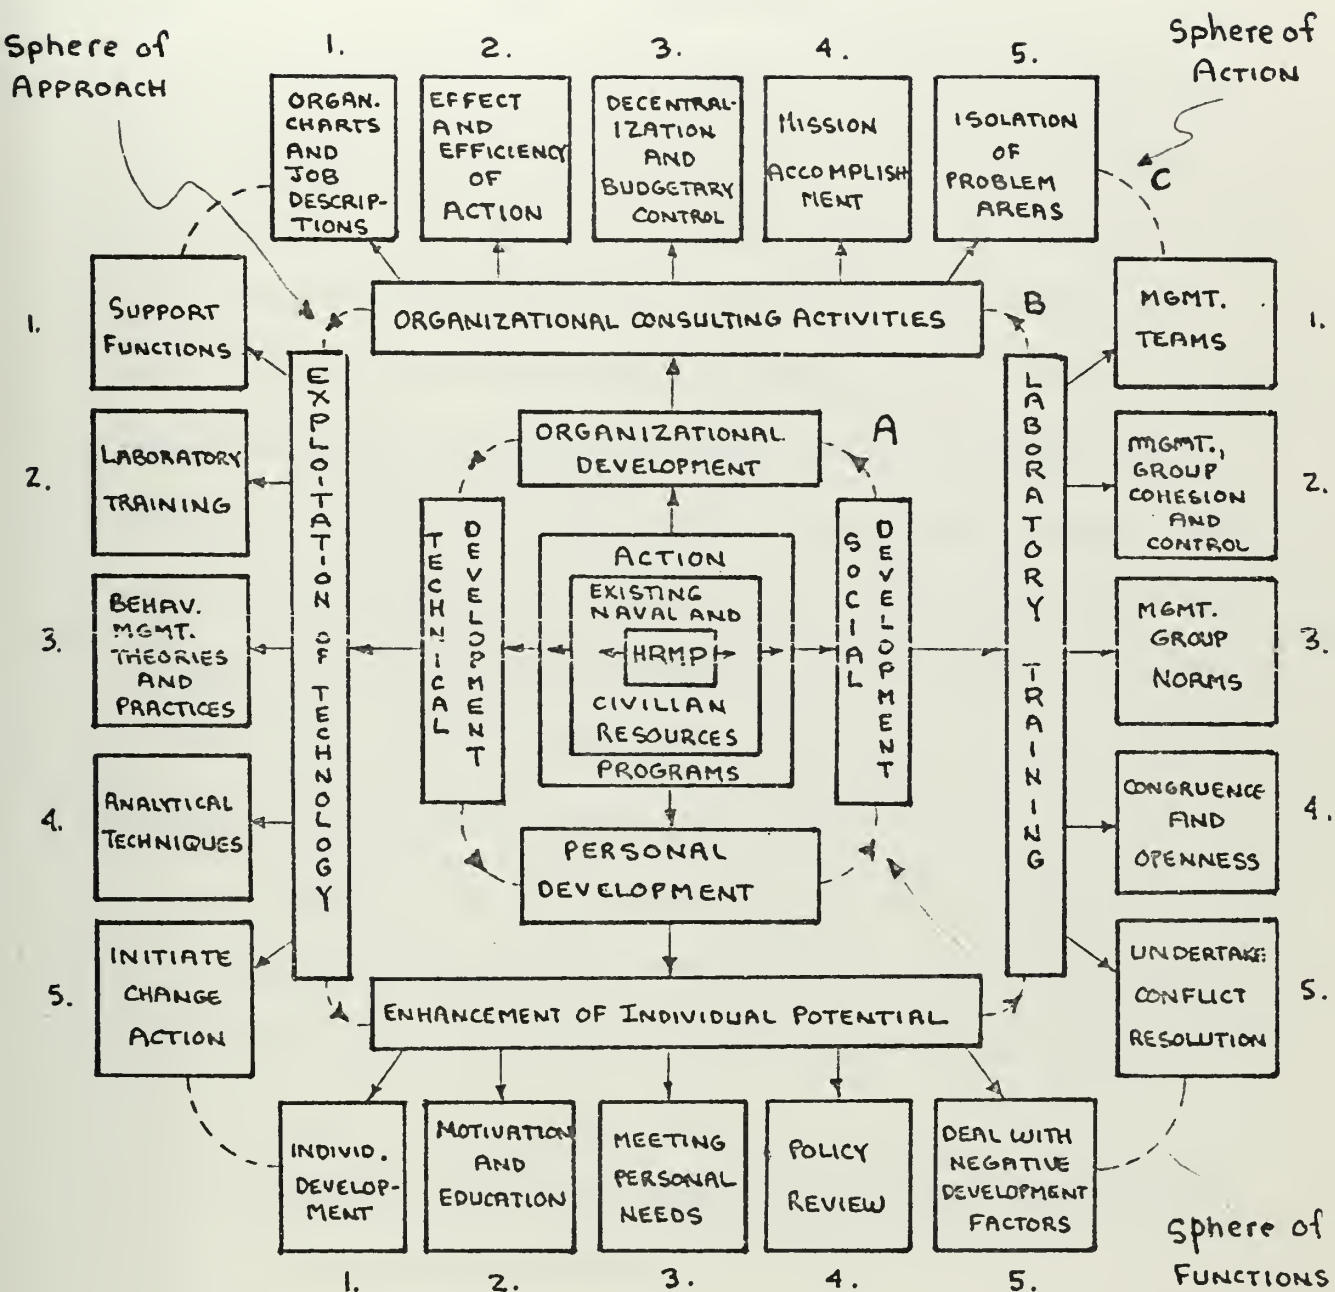 Sphere of
APPROACH
1.
2.
3.
4.
5.
Sphere of
ACTION
ORGAN.
CHARTS
AND
JOB
DESCRIP-
TIONS
EFFECT
AND
EFFICIENCY
OF
ACTION
DECENTRAL-
IZATION
AND
BUDGETARY
CONTROL
MISSION
ACCOMPLISH
MENT
ISOLATION
OF
PROBLEM
AREAS
C
1.
SUPPORT
FUNCTIONS
2.
LABORATORY
TRAINING
3.
BEHAV.
MGMT.
THEORIES
AND
PRACTICES
4.
ANALYTICAL
TECHNIQUES
5.
INITIATE
CHANGE
ACTION
ORGANIZATIONAL CONSULTING ACTIVITIES
B
EXPLOITATION OF TECHNOLOGY
ORGANIZATIONAL
DEVELOPMENT
A
TECHNICAL
DEVELOPMENT
ACTION
EXISTING
NAVAL AND
HRMP
CIVILIAN
RESOURCES
PROGRAMS
SOCIAL
DEVELOPMENT
PERSONAL
DEVELOPMENT
LABORATORY TRAINING
ENHANCEMENT OF INDIVIDUAL POTENTIAL
MGMT.
TEAMS
1.
MGMT.,
GROUP
COHESION
AND
CONTROL
2.
MGMT.
GROUP
NORMS
3.
CONGRUENCE
AND
OPENNESS
4.
UNDERTAKE
CONFLICT
RESOLUTION
5.
INDIVID.
DEVELOP-
MENT
MOTIVATION
AND
EDUCATION
MEETING
PERSONAL
NEEDS
POLICY
REVIEW
DEAL WITH
NEGATIVE
DEVELOPMENT
FACTORS
1.
2.
3.
4.
5.
Sphere of
FUNCTIONS